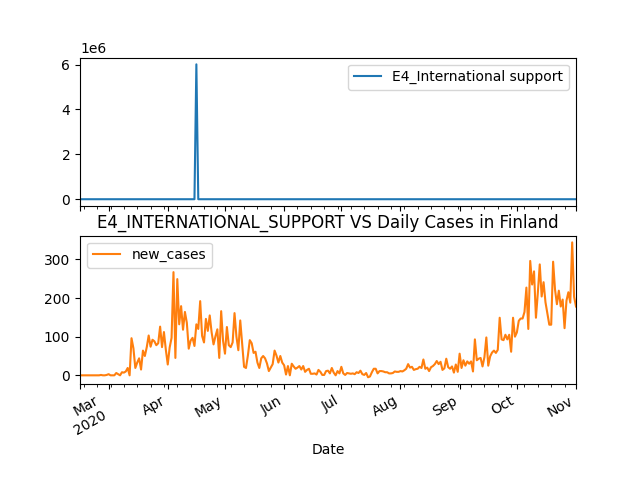 1e6
6
4
2
0
E4_International support
E4_INTERNATIONAL_SUPPORT VS Daily Cases in Finland
300
200
100
0
new_cases
Mar
2020
Apr
May
Jun
Jul
Aug
Sep
Oct
Nov
Date